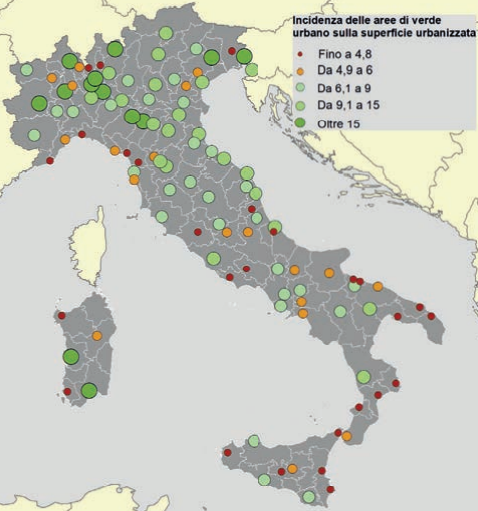 Incidenza delle aree di verde
urbano sulla superficie urbanizzata
Fino a 4,8
Da 4,9 a 6
Da 6,1 a 9
Da 9,1 a 15
Oltre 15